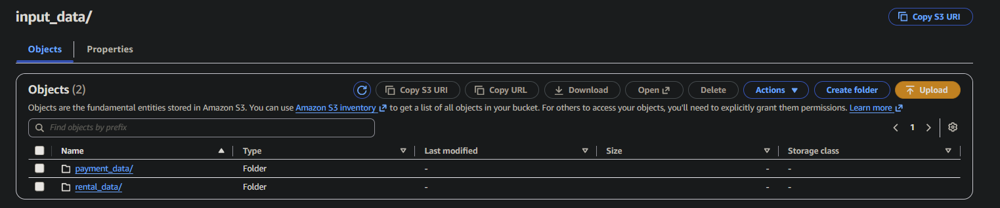 input_data/
Copy S3 URI
Objects
Properties
Objects (2)
Copy S3 URI
Copy URL
Download
Open
Delete
Actions
Create folder
Upload
Objects are the fundamental entities stored in Amazon S3. You can use Amazon S3 inventory to get a list of all objects in your bucket. For others to access your objects, you'll need to explicitly grant them permissions. Learn more
Find objects by prefix
1
Name Type Last modified Size Storage class
payment_data/ Folder - - -
rental_data/ Folder - - -